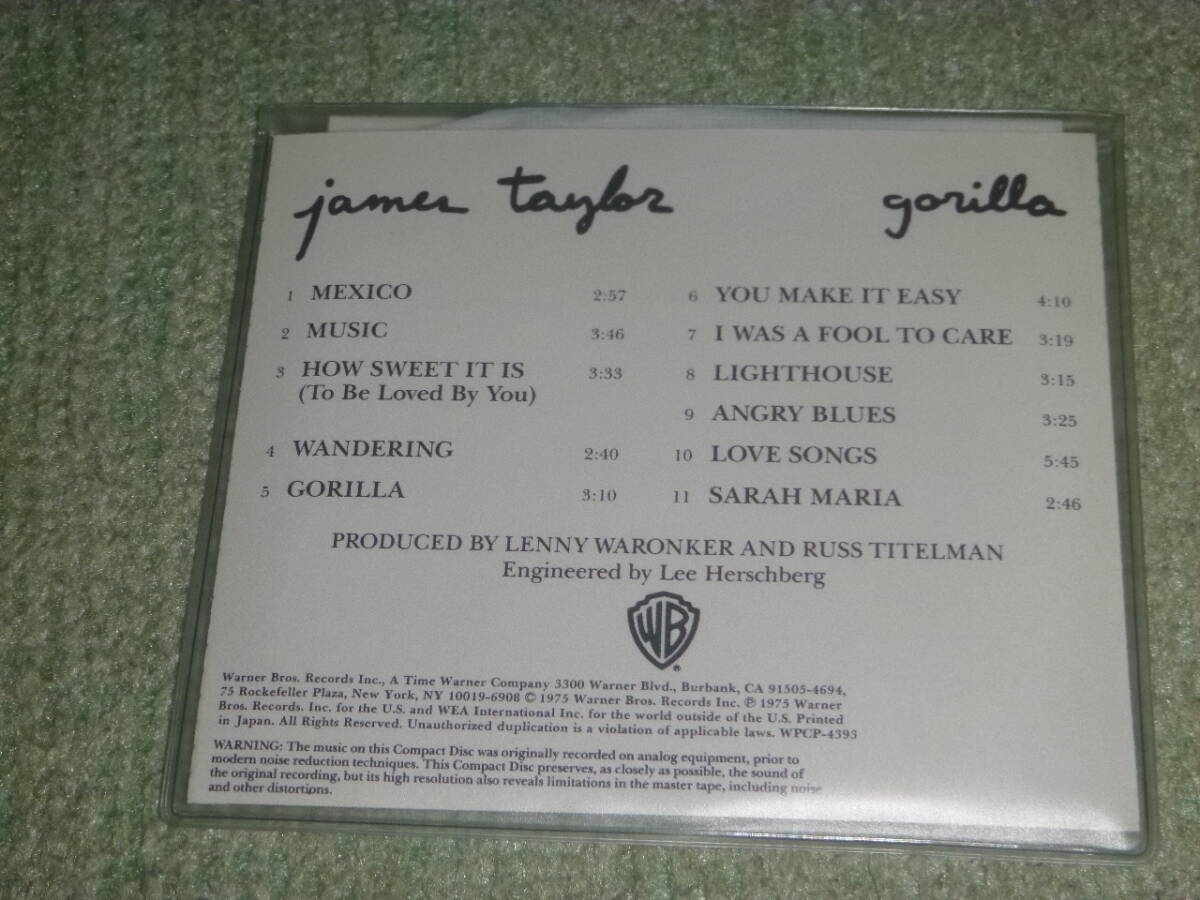 james taylor gorilla
1 MEXICO 2:57
2 MUSIC 3:46
3 HOW SWEET IT IS 3:33
(To Be Loved By You)
4 WANDERING 2:40
5 GORILLA 3:10
6 YOU MAKE IT EASY 4:10
7 I WAS A FOOL TO CARE 3:19
8 LIGHTHOUSE 3:15
9 ANGRY BLUES 3:25
10 LOVE SONGS 5:45
11 SARAH MARIA 2:46
PRODUCED BY LENNY WARONKER AND RUSS TITELMAN
Engineered by Lee Herschberg
WB®
Warner Bros. Records Inc., A Time Warner Company 3300 Warner Blvd., Burbank, CA 91505-4694,
75 Rockefeller Plaza, New York, NY 10019-6908 © 1975 Warner Bros. Records Inc. ℗ 1975 Warner
Bros. Records. Inc. for the U.S. and WEA International Inc. for the world outside of the U.S. Printed
in Japan. All Rights Reserved. Unauthorized duplication is a violation of applicable laws. WPCP-4393
WARNING: The music on this Compact Disc was originally recorded on analog equipment, prior to
modern noise reduction techniques. This Compact Disc preserves, as closely as possible, the sound of
the original recording, but its high resolution also reveals limitations in the master tape, including noise
and other distortions.